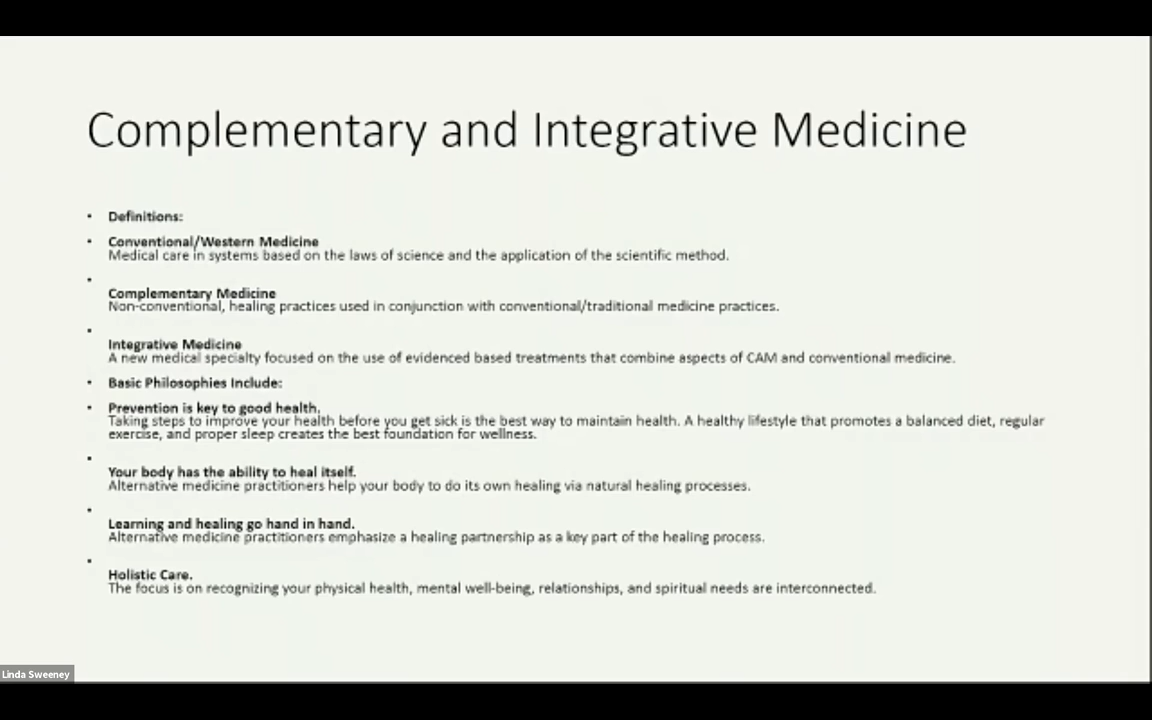 Complementary and Integrative Medicine
• Definitions:
• Conventional/Western Medicine
Medical care in systems based on the laws of science and the application of the scientific method.
•
Complementary Medicine
Non-conventional, healing practices used in conjunction with conventional/traditional medicine practices.
•
Integrative Medicine
A new medical specialty focused on the use of evidenced based treatments that combine aspects of CAM and conventional medicine.
• Basic Philosophies Include:
• Prevention is key to good health.
Taking steps to improve your health before you get sick is the best way to maintain health. A healthy lifestyle that promotes a balanced diet, regular
exercise, and proper sleep creates the best foundation for wellness.
•
Your body has the ability to heal itself.
Alternative medicine practitioners help your body to do its own healing via natural healing processes.
•
Learning and healing go hand in hand.
Alternative medicine practitioners emphasize a healing partnership as a key part of the healing process.
•
Holistic Care.
The focus is on recognizing your physical health, mental well-being, relationships, and spiritual needs are interconnected.
Linda Sweeney